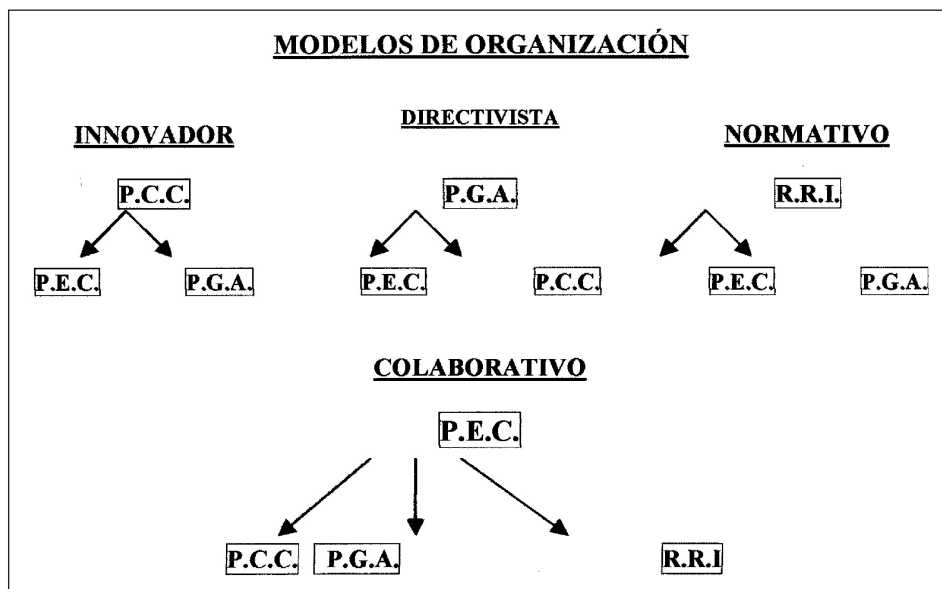 MODELOS DE ORGANIZACIÓN
INNOVADOR
DIRECTIVISTA
NORMATIVO
P.C.C.
P.G.A.
R.R.I.
P.E.C.
P.G.A.
P.E.C.
P.C.C.
P.E.C.
P.G.A.
COLABORATIVO
P.E.C.
P.C.C.
P.G.A.
R.R.I